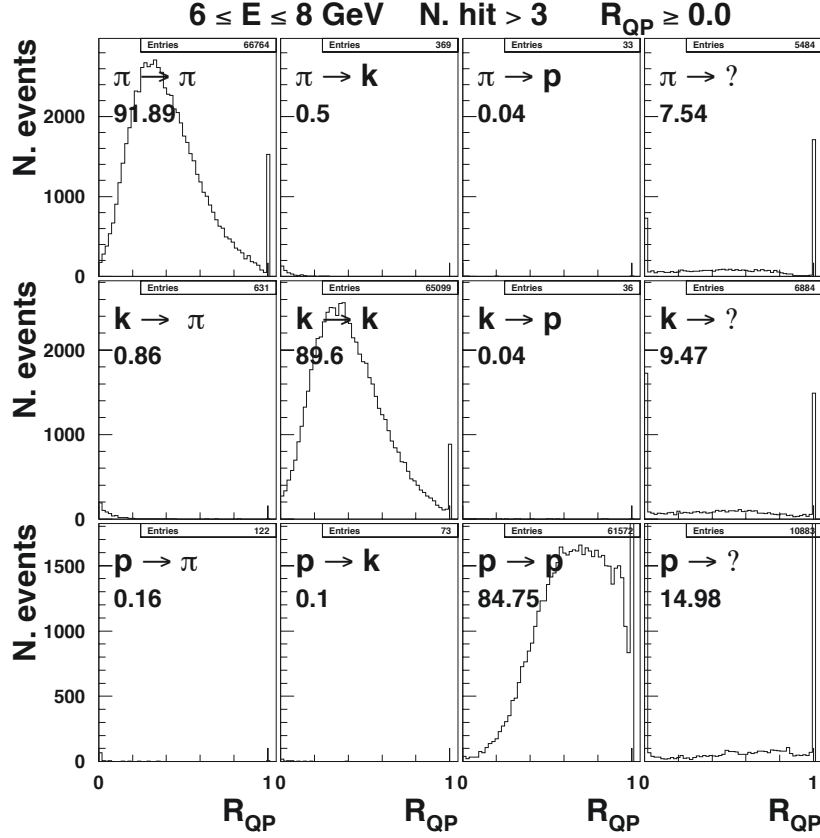 6 ≤ E ≤ 8 GeV N. hit > 3 R_QP ≥ 0.0
Entries 66764 Entries 369 Entries 33 Entries 5484
π → π π → k π → p π → ?
91.89 0.5 0.04 7.54
N. events
2000
1000
0
Entries 631 Entries 65099 Entries 36 Entries 6884
k → π k → k k → p k → ?
0.86 89.6 0.04 9.47
N. events
2000
1000
0
Entries 122 Entries 73 Entries 61572 Entries 10883
p → π p → k p → p p → ?
0.16 0.1 84.75 14.98
N. events
1500
1000
500
0
0 10 10 10 1
R_QP R_QP R_QP R_QP